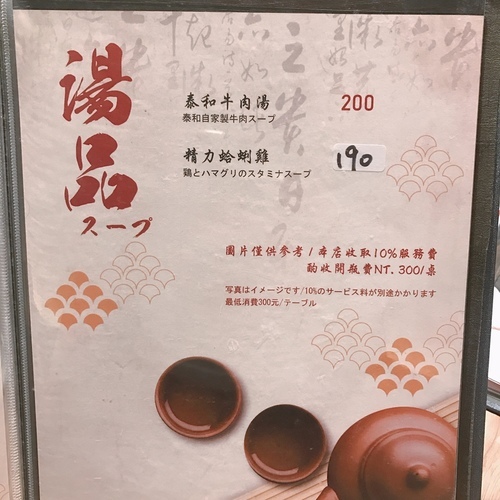 湯品
スープ
泰和牛肉湯 200
泰和自家製牛肉スープ
精力蛤蜊雞 190
鶏とハマグリのスタミナスープ
圖片僅供參考/本店收取10%服務費
酌收開瓶費NT.300/桌
写真はイメージです/10%のサービス料が別途かかります
最低消費300元/テーブル